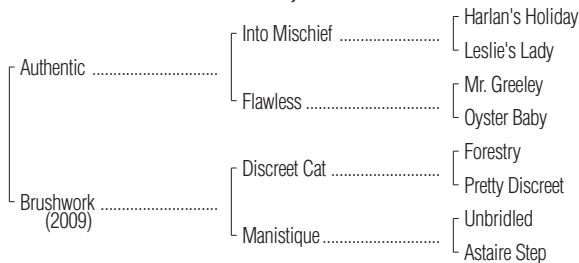 Harlan's Holiday
Into Mischief ....................
Leslie's Lady
Authentic .........................
Mr. Greeley
Flawless ...........................
Oyster Baby
Forestry
Discreet Cat ......................
Pretty Discreet
Brushwork .......................
(2009)
Unbridled
Manistique ........................
Astaire Step